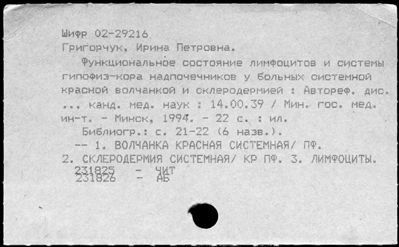 Шифр 02-29216
Григорчук, Ирина Петровна.
Функциональное состояние лимфоцитов и системы
гипофиз-кора надпочечников у больных системной
красной волчанкой и склеродермией : Автореф. дис.
... канд. мед. наук : 14.00.39 / Мин. гос. мед.
ин-т. - Минск, 1994. - 22 с. : ил.
Библиогр.: с. 21-22 (6 назв.).
-- 1. ВОЛЧАНКА КРАСНАЯ СИСТЕМНАЯ/ ПФ.
2. СКЛЕРОДЕРМИЯ СИСТЕМНАЯ/ КР ПФ. 3. ЛИМФОЦИТЫ.
231825 - ЧИТ
231826 - АБ